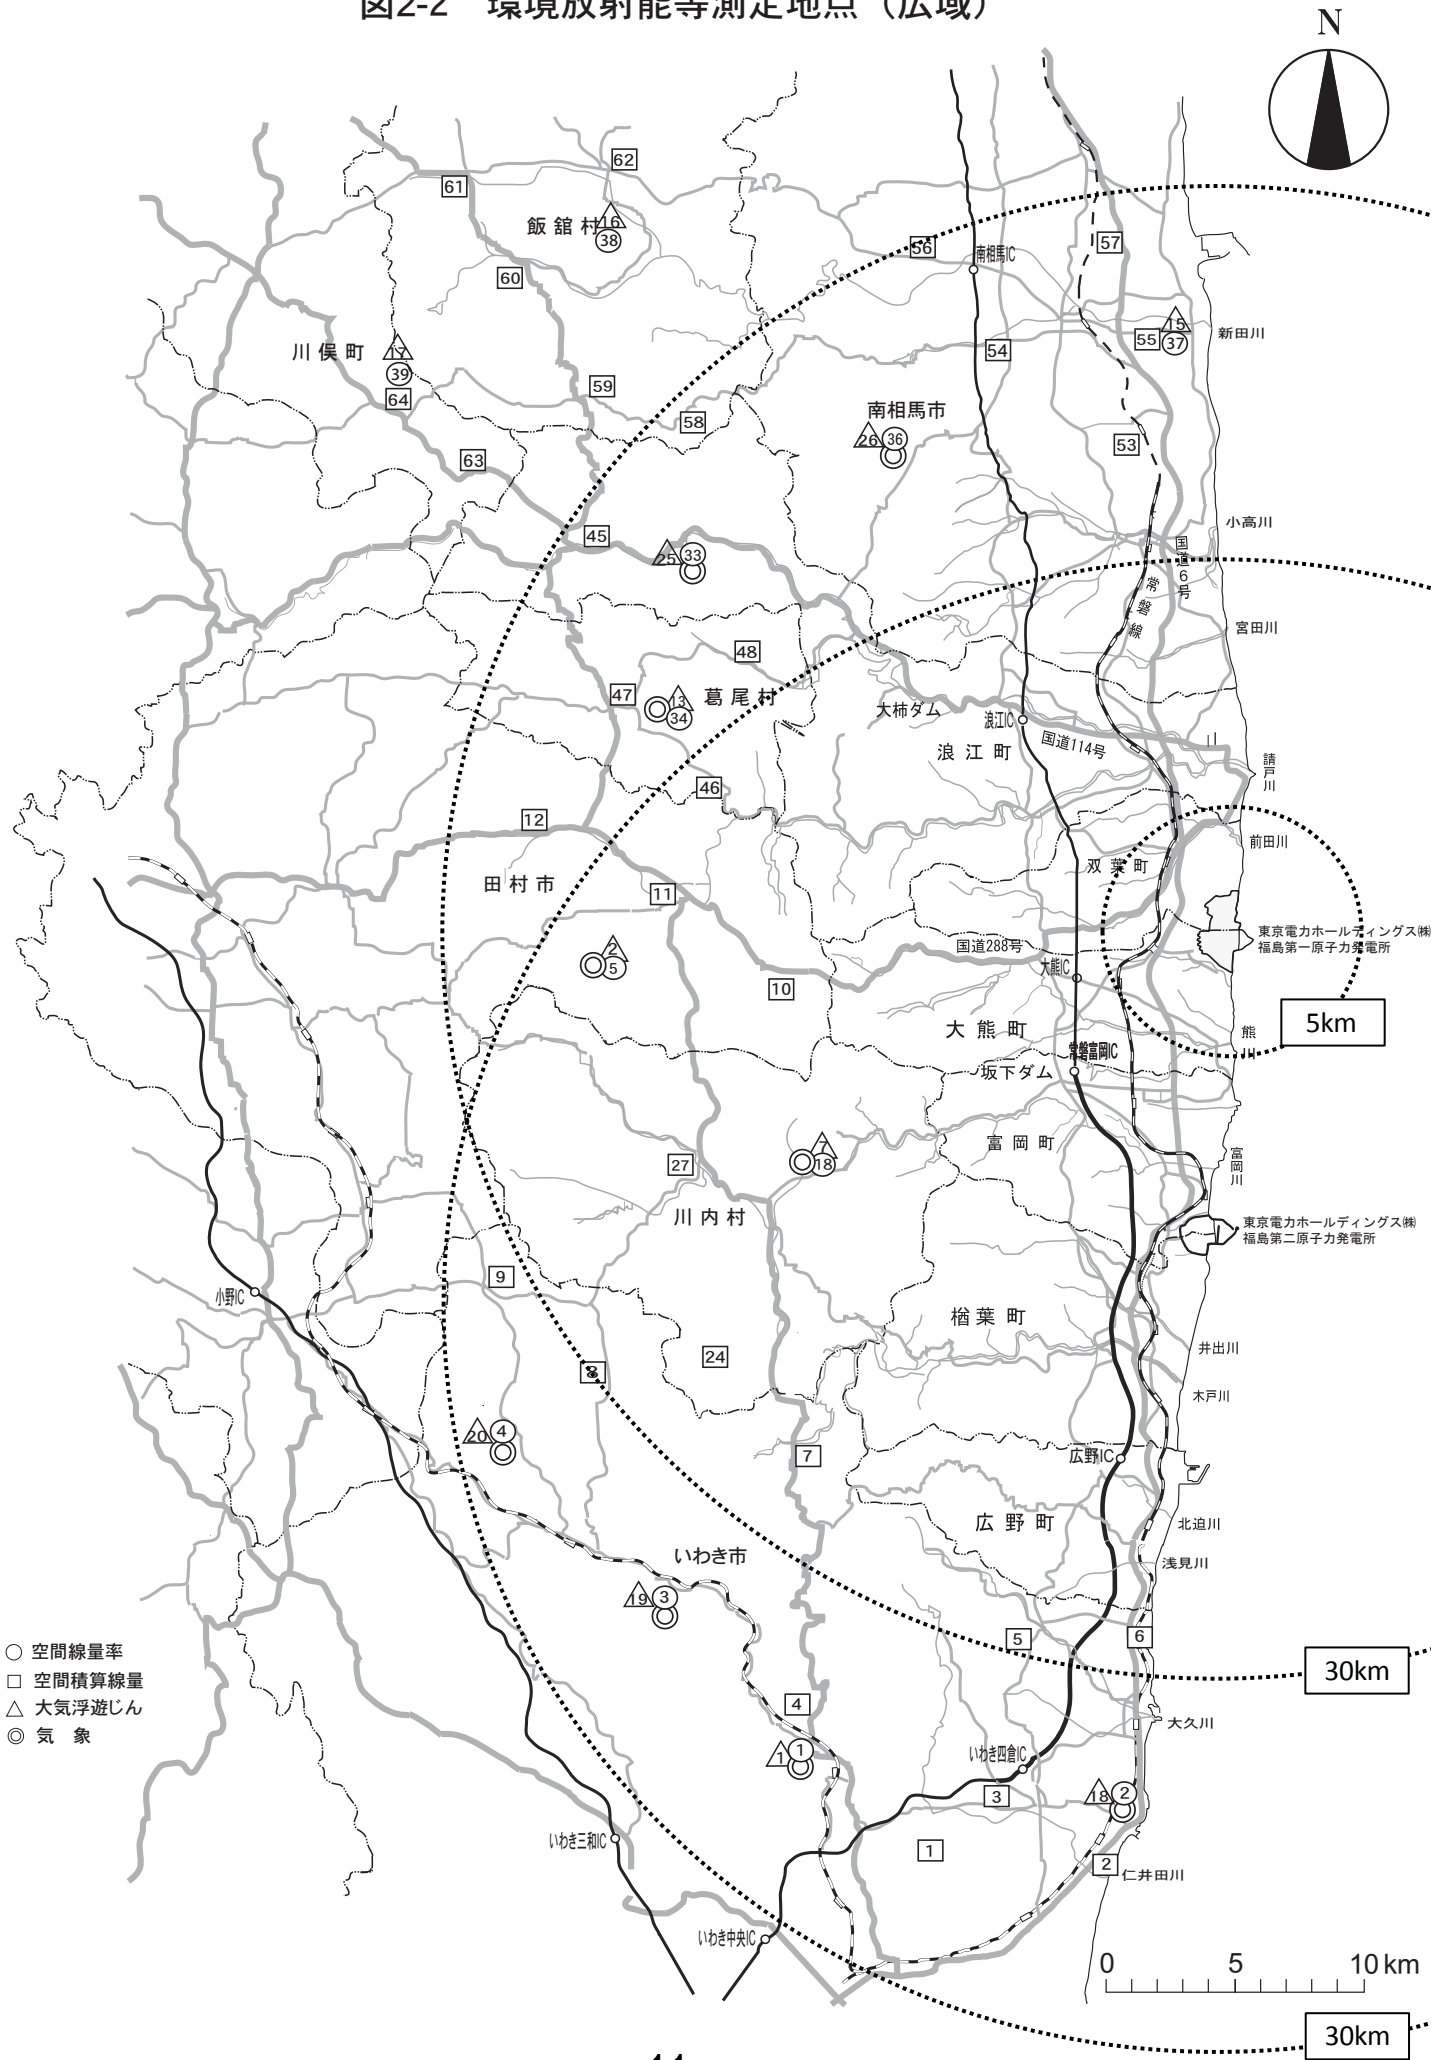 図2-2 環境放射能等測定地点（広域）
N
62
61
飯舘村
16
38
60
56
57
南相馬IC
川俣町
17
39
64
15
55
37
新田川
54
59
58
南相馬市
26
36
53
63
小高川
45
25
33
国道6号
常磐線
宮田川
48
47
13
34
葛尾村
大柿ダム
浪江IC
国道114号
浪江町
川
請戸川
46
12
前田川
双葉町
田村市
11
東京電力ホールディングス㈱
福島第一原子力発電所
国道288号
2
5
大熊IC
10
5km
大熊町
熊川
常磐富岡IC
坂下ダム
富岡町
7
18
27
富岡川
川内村
東京電力ホールディングス㈱
福島第二原子力発電所
9
小野IC
楢葉町
井出川
24
8
木戸川
20
4
7
広野IC
広野町
北迫川
いわき市
浅見川
19
3
5
6
○ 空間線量率
□ 空間積算線量
△ 大気浮遊じん
◎ 気象
30km
4
大久川
1
1
いわき四倉IC
3
18
2
いわき三和IC
1
2
仁井田川
いわき中央IC
0 5 10km
30km